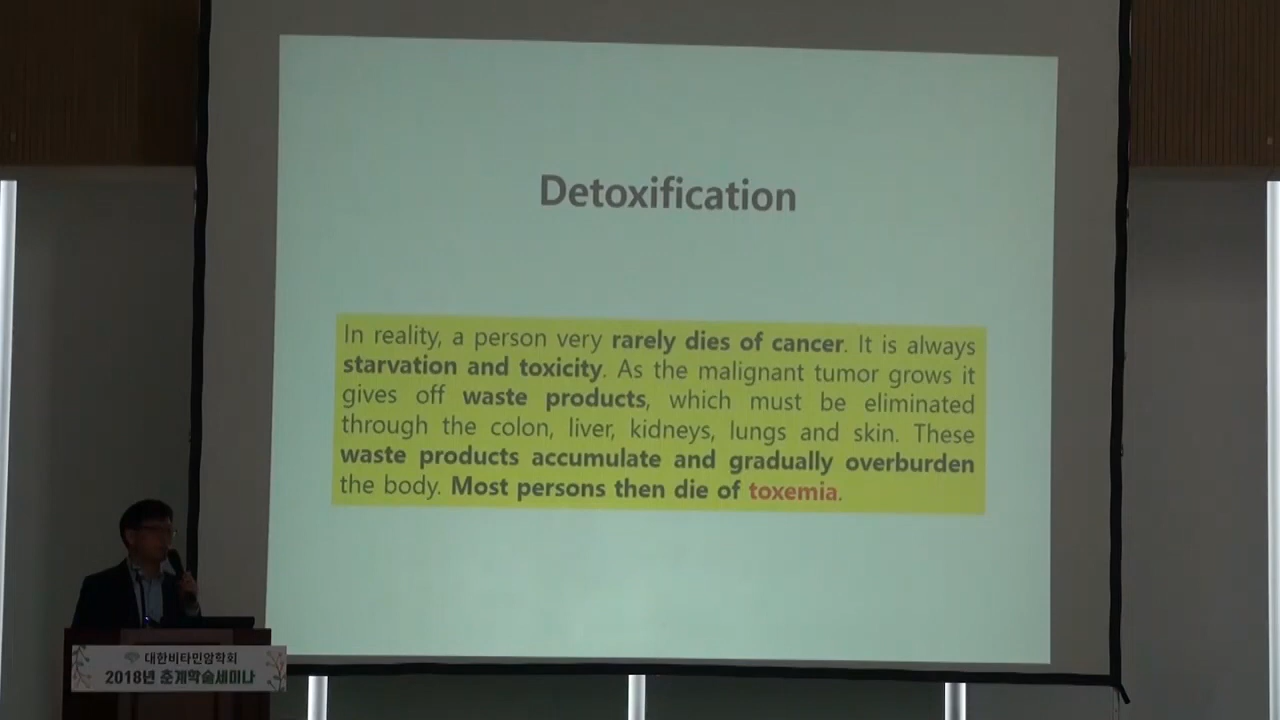 Detoxification
In reality, a person very rarely dies of cancer. It is always
starvation and toxicity. As the malignant tumor grows it
gives off waste products, which must be eliminated
through the colon, liver, kidneys, lungs and skin. These
waste products accumulate and gradually overburden
the body. Most persons then die of toxemia.
대한비타민암학회
2018년 춘계학술세미나